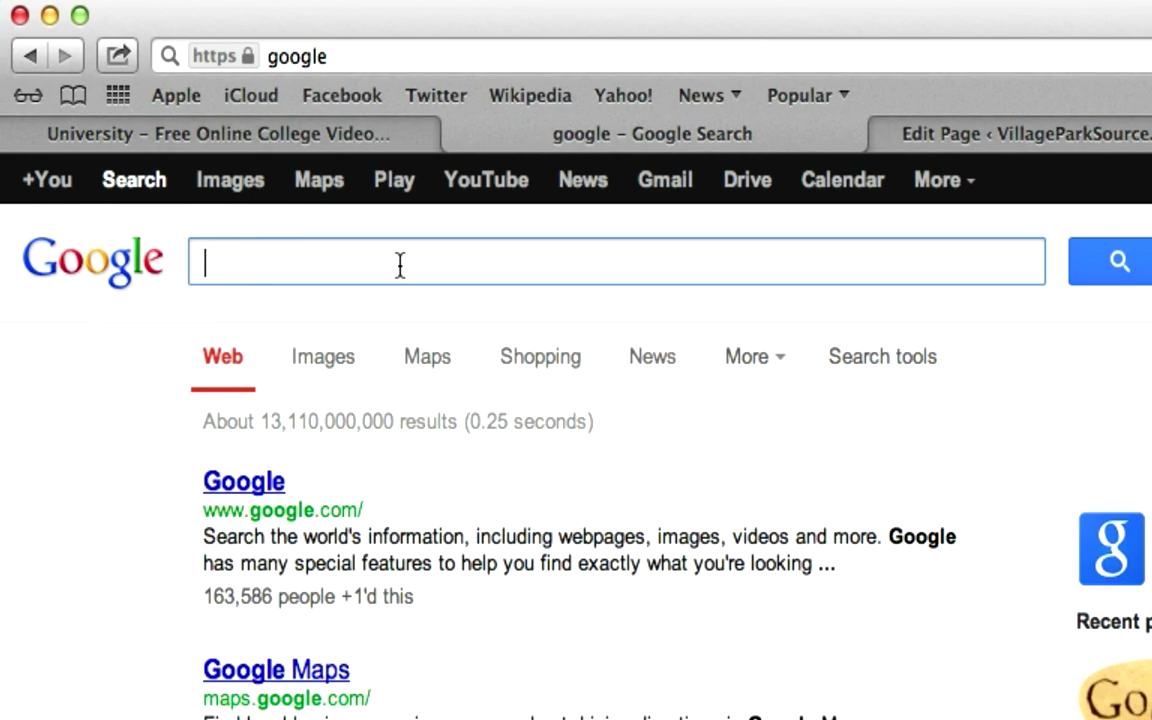 https google
Apple iCloud Facebook Twitter Wikipedia Yahoo! News Popular
University – Free Online College Video... google – Google Search Edit Page ‹ VillageParkSource.
+You Search Images Maps Play YouTube News Gmail Drive Calendar More
Google
Web Images Maps Shopping News More Search tools
About 13,110,000,000 results (0.25 seconds)
Google
www.google.com/
Search the world's information, including webpages, images, videos and more. Google
has many special features to help you find exactly what you're looking ...
163,586 people +1'd this
g
Recent p
Google Maps
maps.google.com/
Go